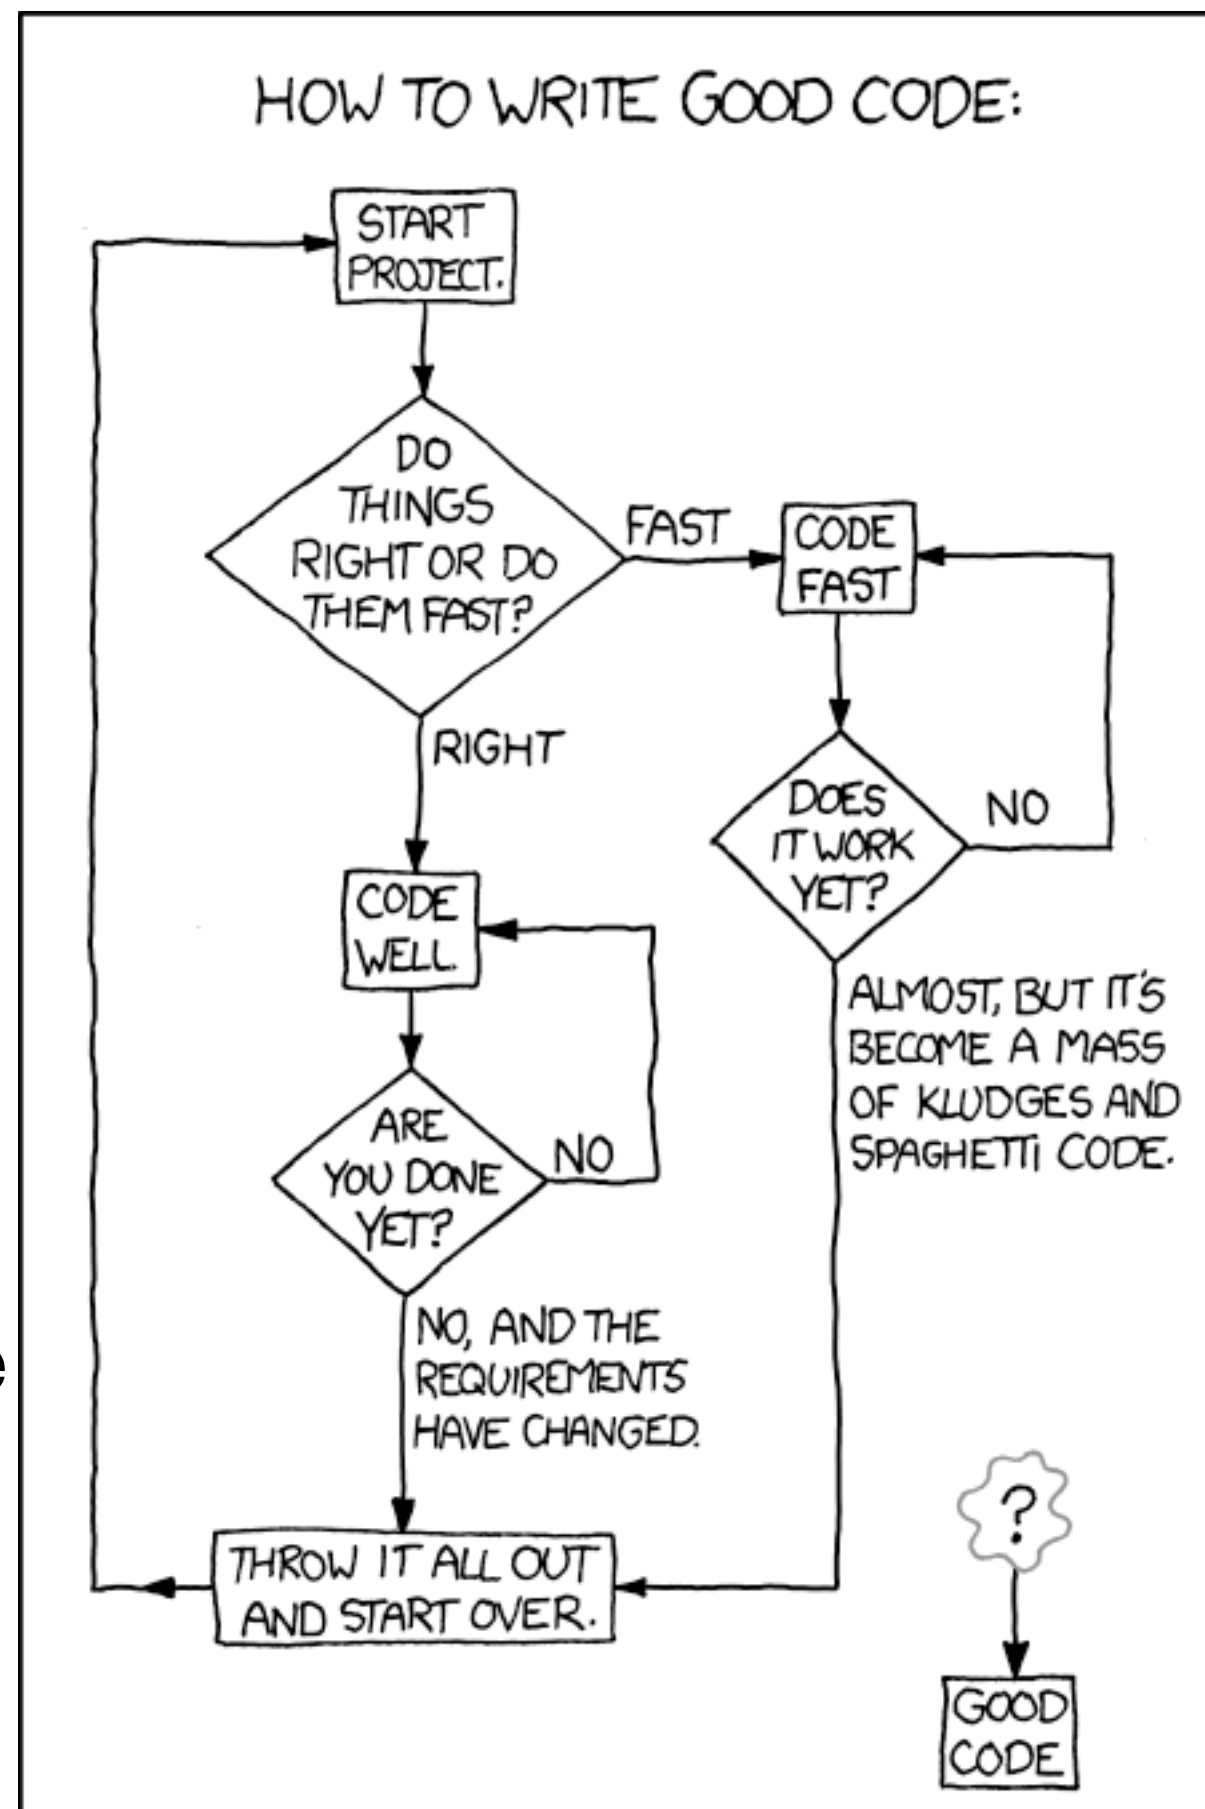 HOW TO WRITE GOOD CODE:
START
PROJECT.
DO
THINGS
RIGHT OR DO
THEM FAST?
FAST
CODE
FAST
RIGHT
DOES
IT WORK
YET?
NO
CODE
WELL.
ALMOST, BUT IT'S
BECOME A MASS
OF KLUDGES AND
SPAGHETTI CODE.
ARE
YOU DONE
YET?
NO
NO, AND THE
REQUIREMENTS
HAVE CHANGED.
e
THROW IT ALL OUT
AND START OVER.
?
GOOD
CODE